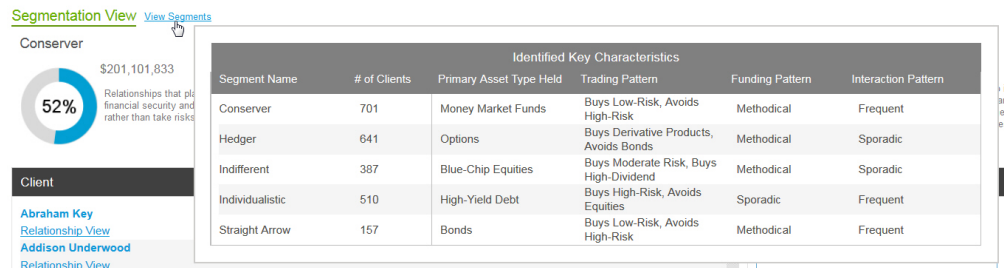 Segmentation View View Segments
Conserver
$201,101,833
52%
Relationships that
financial security and
rather than take risks
Identified Key Characteristics
Segment Name # of Clients Primary Asset Type Held Trading Pattern Funding Pattern Interaction Pattern
Conserver 701 Money Market Funds Buys Low-Risk, Avoids High-Risk Methodical Frequent
Hedger 641 Options Buys Derivative Products, Avoids Bonds Methodical Sporadic
Indifferent 387 Blue-Chip Equities Buys Moderate Risk, Buys High-Dividend Methodical Sporadic
Individualistic 510 High-Yield Debt Buys High-Risk, Avoids Equities Sporadic Frequent
Straight Arrow 157 Bonds Buys Low-Risk, Avoids High-Risk Methodical Frequent
Client
Abraham Key
Relationship View
Addison Underwood
Relationship View